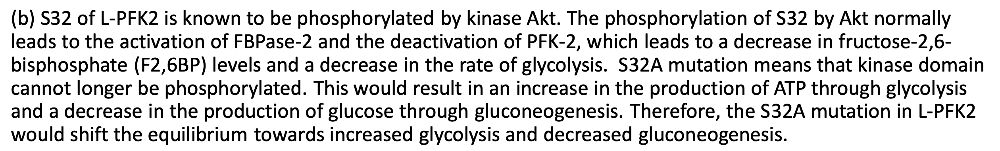 (b) S32 of L-PFK2 is known to be phosphorylated by kinase Akt. The phosphorylation of S32 by Akt normally
leads to the activation of FBPase-2 and the deactivation of PFK-2, which leads to a decrease in fructose-2,6-
bisphosphate (F2,6BP) levels and a decrease in the rate of glycolysis. S32A mutation means that kinase domain
cannot longer be phosphorylated. This would result in an increase in the production of ATP through glycolysis
and a decrease in the production of glucose through gluconeogenesis. Therefore, the S32A mutation in L-PFK2
would shift the equilibrium towards increased glycolysis and decreased gluconeogenesis.